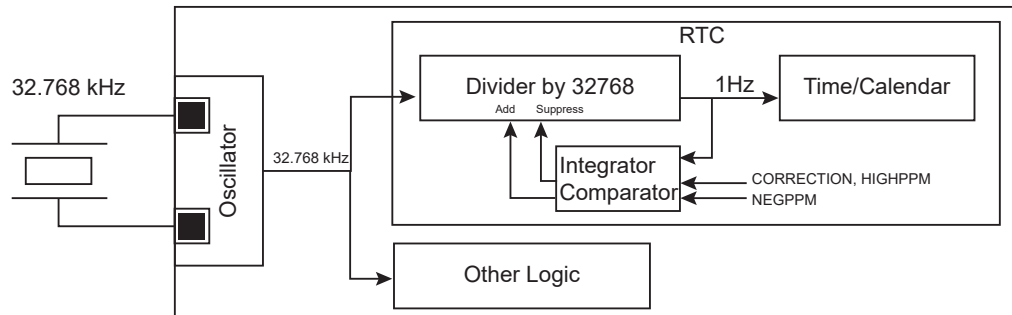 RTC
32.768 kHz
Oscillator
32.768 kHz
Divider by 32768
Add Suppress
1Hz
Time/Calendar
Integrator
Comparator
CORRECTION, HIGHPPM
NEGPPM
Other Logic